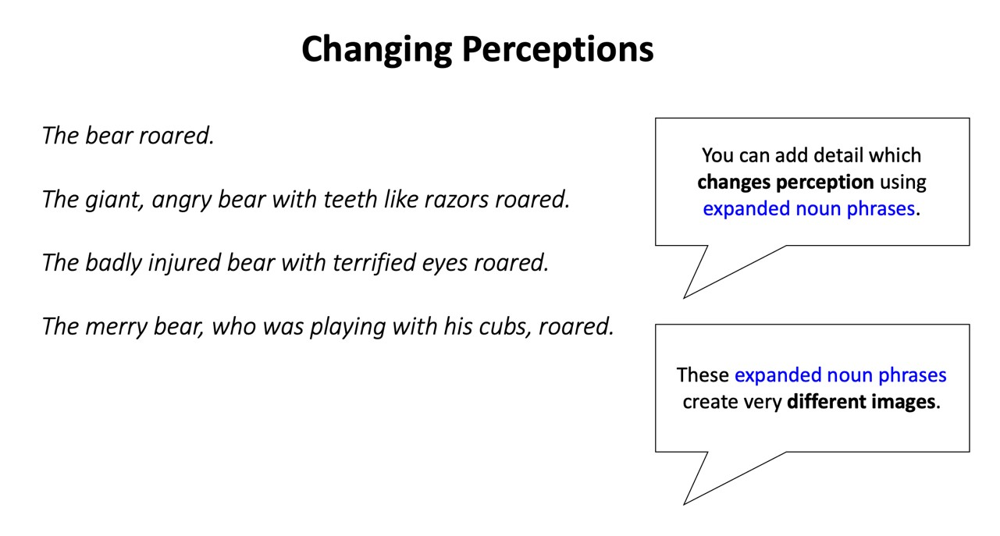 Changing Perceptions
The bear roared.
The giant, angry bear with teeth like razors roared.
The badly injured bear with terrified eyes roared.
The merry bear, who was playing with his cubs, roared.
You can add detail which
changes perception using
expanded noun phrases.
These expanded noun phrases
create very different images.